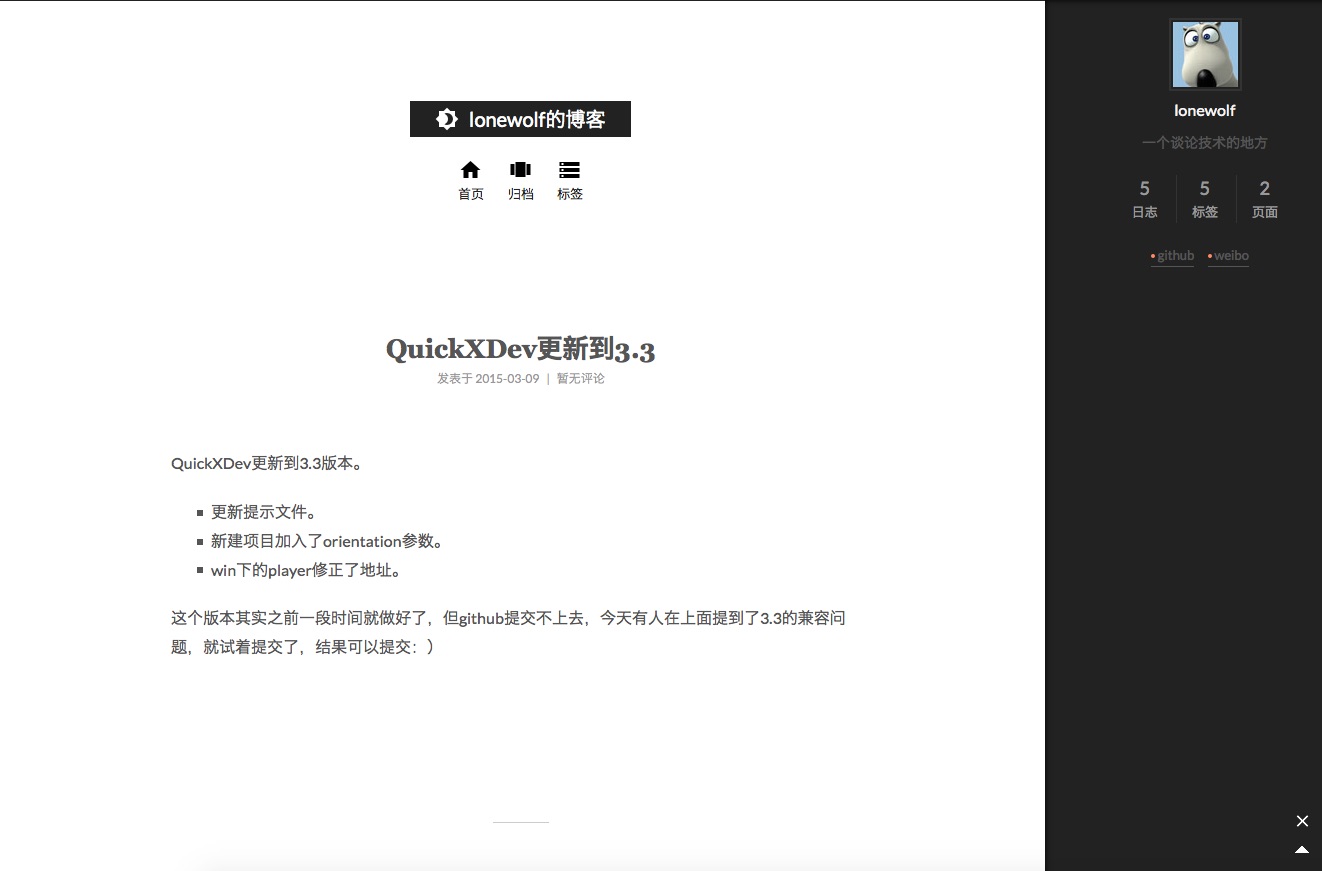 lonewolf的博客
首页 归档 标签
QuickXDev更新到3.3
发表于 2015-03-09 | 暂无评论
QuickXDev更新到3.3版本。
更新提示文件。
新建项目加入了orientation参数。
win下的player修正了地址。
这个版本其实之前一段时间就做好了，但github提交不上去，今天有人在上面提到了3.3的兼容问
题，就试着提交了，结果可以提交：）
lonewolf
一个谈论技术的地方
5 5 2
日志 标签 页面
github weibo